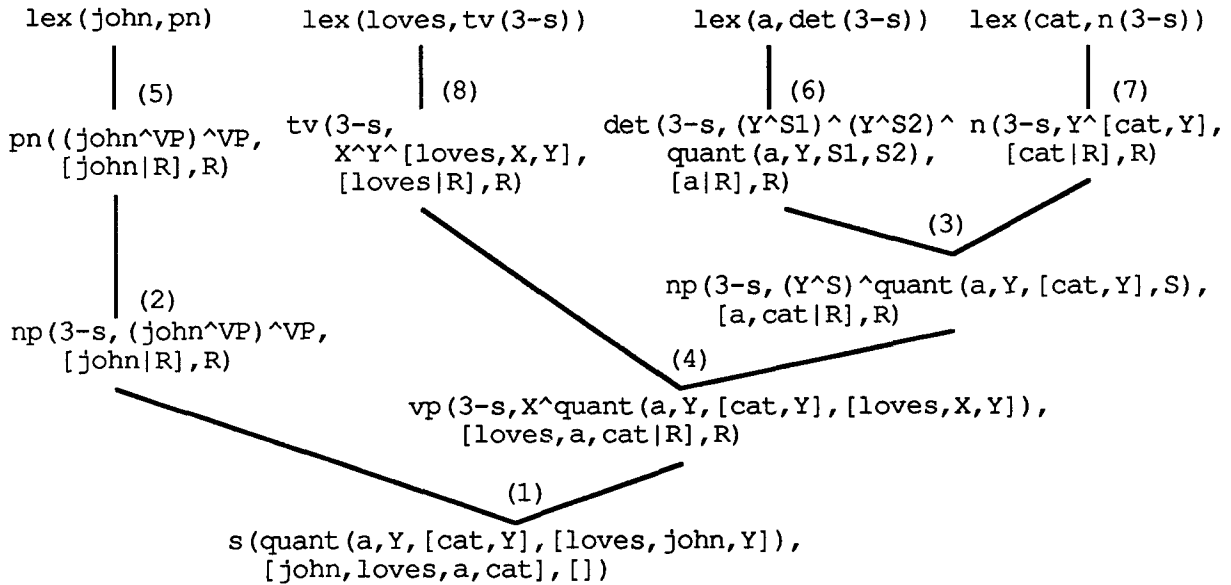 lex(john,pn) lex(loves,tv(3-s)) lex(a,det(3-s)) lex(cat,n(3-s))
(5) (8) (6) (7)
pn((john^VP)^VP, tv(3-s, det(3-s,(Y^S1)^(Y^S2)^ n(3-s,Y^[cat,Y],
[john|R],R) X^Y^[loves,X,Y], quant(a,Y,S1,S2), [cat|R],R)
[loves|R],R) [a|R],R)
(3)
(2) np(3-s,(Y^S)^quant(a,Y,[cat,Y],S),
np(3-s,(john^VP)^VP, [a,cat|R],R)
[john|R],R) (4)
vp(3-s,X^quant(a,Y,[cat,Y],[loves,X,Y]),
[loves,a,cat|R],R)
(1)
s(quant(a,Y,[cat,Y],[loves,john,Y]),
[john,loves,a,cat],[])